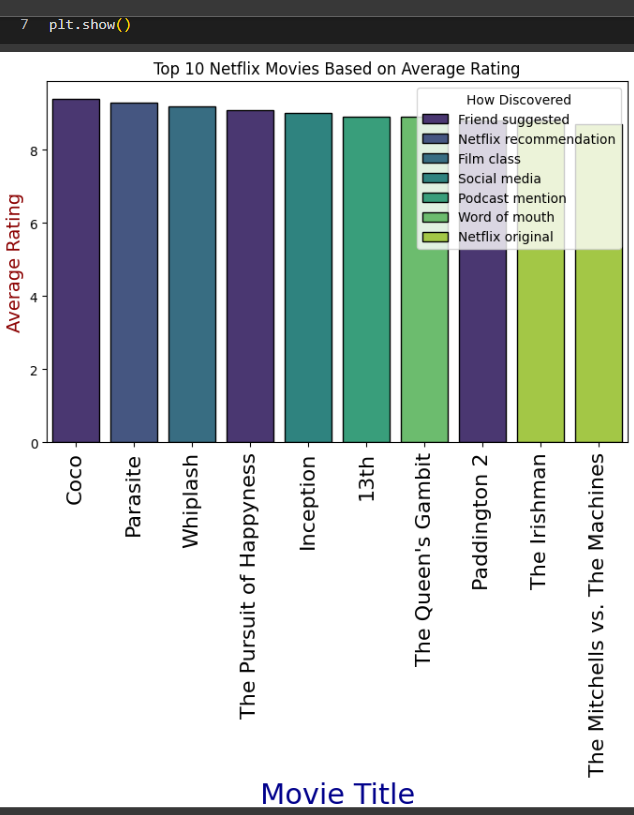 7 plt.show()
Top 10 Netflix Movies Based on Average Rating
How Discovered
Friend suggested
Netflix recommendation
Film class
Social media
Podcast mention
Word of mouth
Netflix original
Average Rating
8
6
4
2
0
Coco
Parasite
Whiplash
The Pursuit of Happyness
Inception
13th
The Queen's Gambit
Paddington 2
The Irishman
The Mitchells vs. The Machines
Movie Title